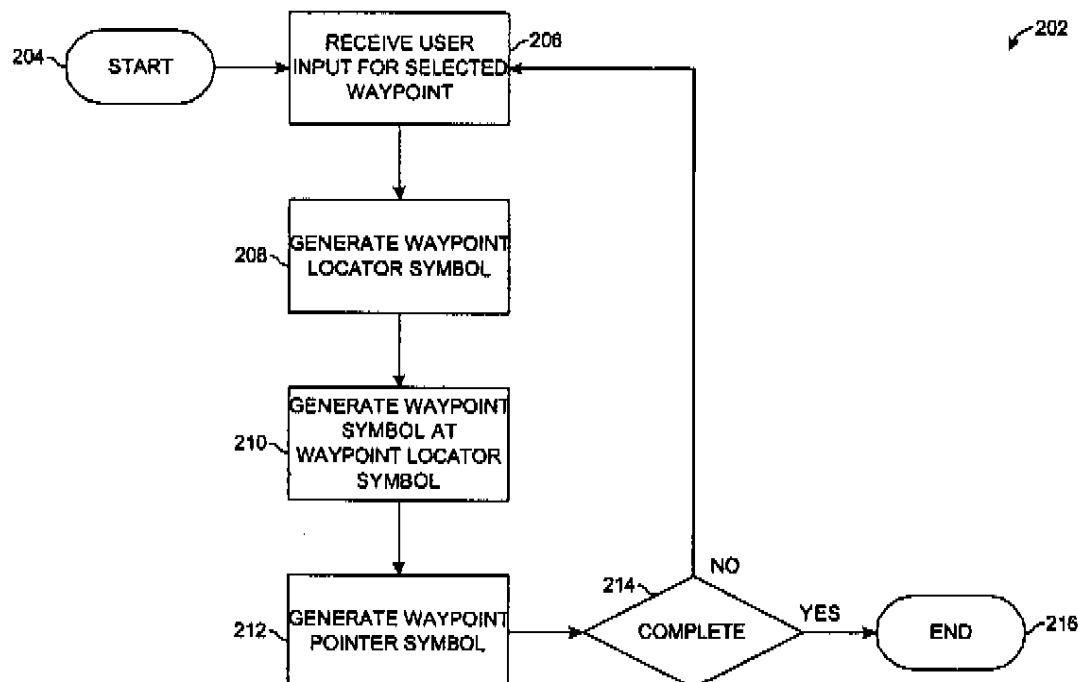 202
204
START
RECEIVE USER
INPUT FOR SELECTED
WAYPOINT
206
208
GENERATE WAYPOINT
LOCATOR SYMBOL
210
GENERATE WAYPOINT
SYMBOL AT
WAYPOINT LOCATOR
SYMBOL
212
GENERATE WAYPOINT
POINTER SYMBOL
214
COMPLETE
NO
YES
END
216